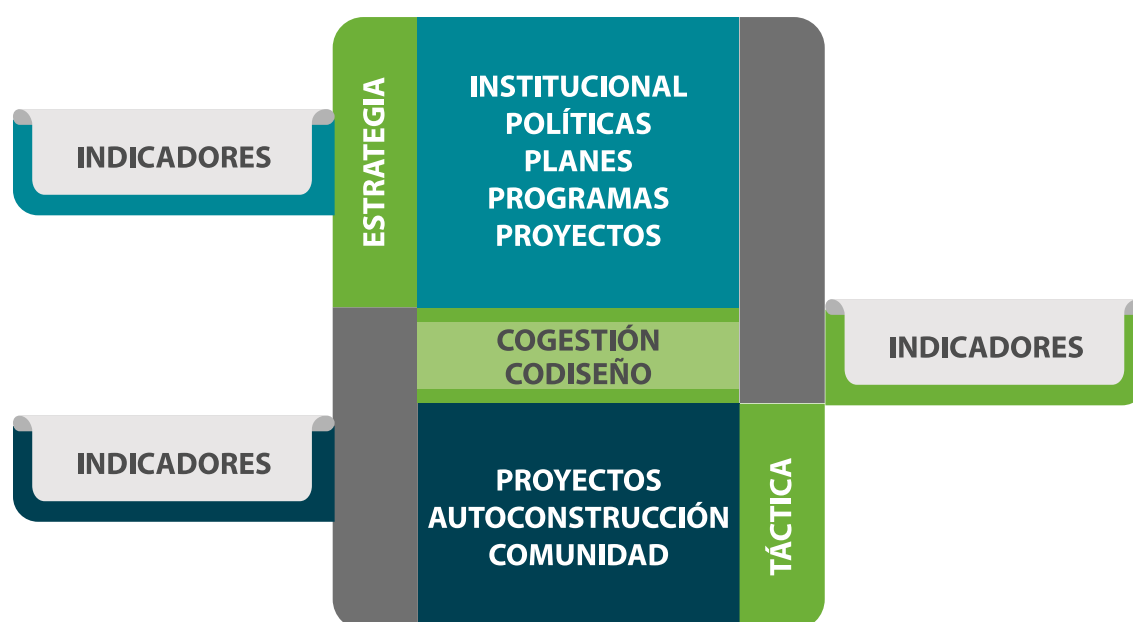 INDICADORES
ESTRATEGIA
INSTITUCIONAL
POLÍTICAS
PLANES
PROGRAMAS
PROYECTOS
COGESTIÓN
CODISEÑO
INDICADORES
INDICADORES
PROYECTOS
AUTOCONSTRUCCIÓN
COMUNIDAD
TÁCTICA